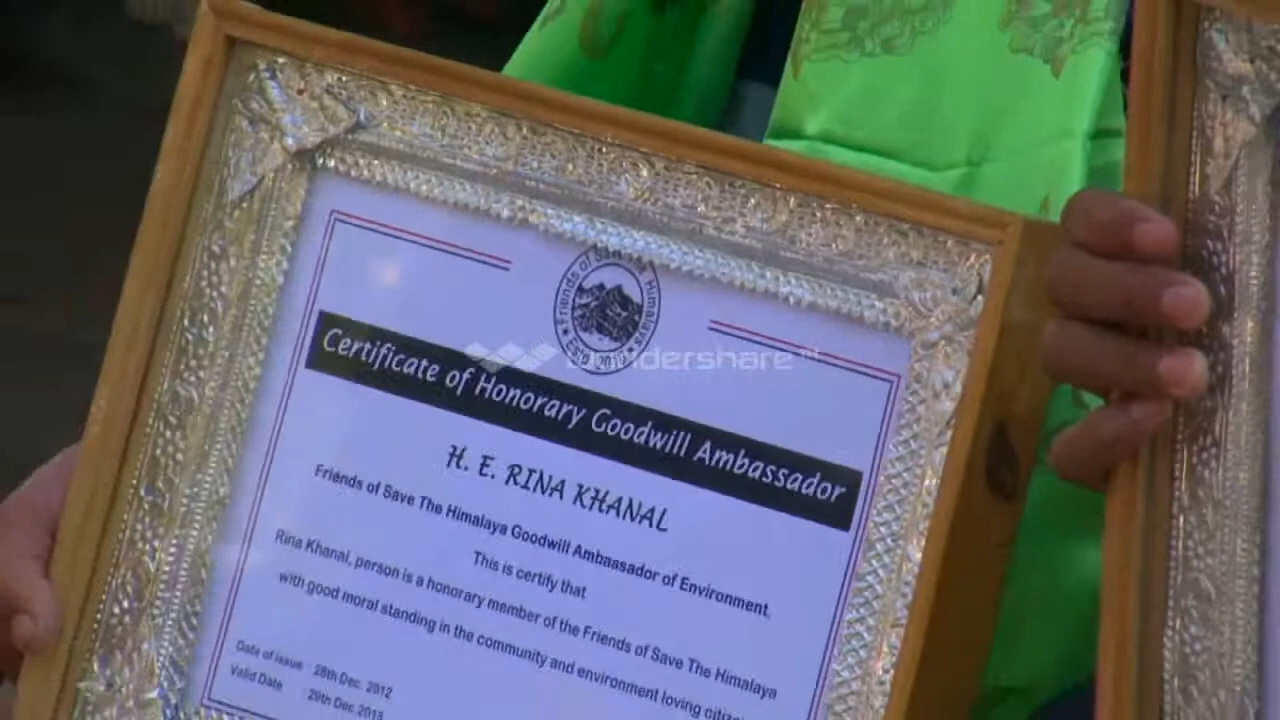 Friends of Save The Himalaya
Estd 2010
wondershare™
Certificate of Honorary Goodwill Ambassador
H. E. RINA KHANAL
Friends of Save The Himalaya Goodwill Ambassador of Environment.
This is certify that
Rina Khanal, person is a honorary member of the Friends of Save The Himalaya
with good moral standing in the community and environment loving
Date of issue 28th Dec. 2012
Valid Date 29th Dec 2013